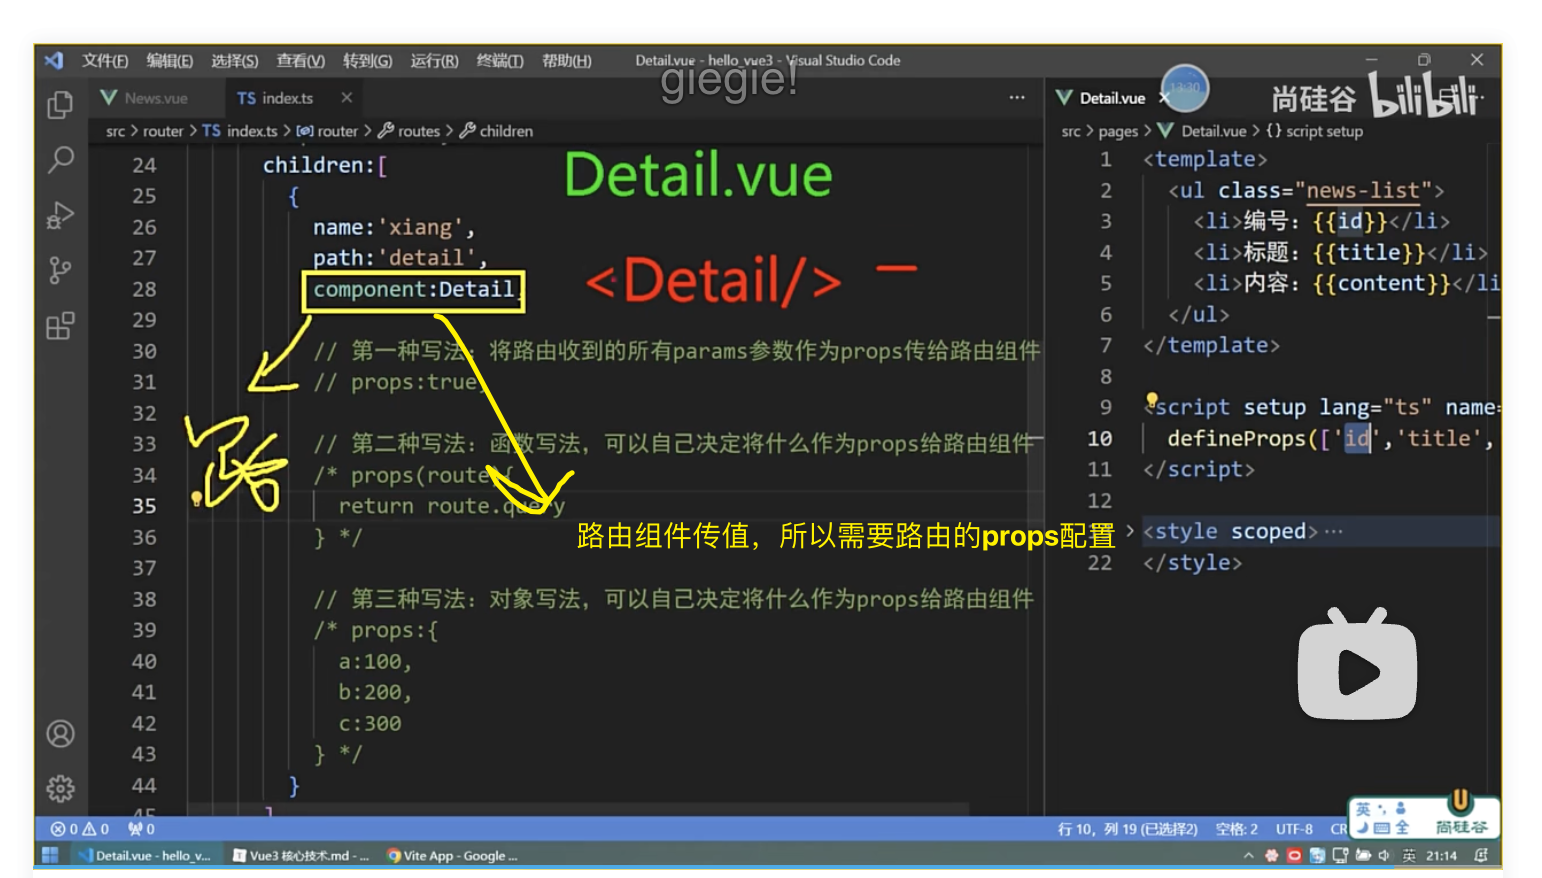 文件(F) 编辑(E) 选择(S) 查看(V) 转到(G) 运行(R) 终端(T) 帮助(H) Detail.vue - hello_vue3 - Visual Studio Code
giegie!
News.vue TS index.ts
src > router > TS index.ts > router > routes > children
24 children:[
25 {
26 name:'xiang',
27 path:'detail',
28 component:Detail,
29
30 // 第一种写法：将路由收到的所有params参数作为props传给路由组件
31 // props:true,
32
33 // 第二种写法：函数写法，可以自己决定将什么作为props给路由组件
34 /* props(route){
35 return route.query
36 } */
37
38 // 第三种写法：对象写法，可以自己决定将什么作为props给路由组件
39 /* props:{
40 a:100,
41 b:200,
42 c:300
43 } */
44 }
45 ]
Detail.vue
<Detail/> —
路
路由组件传值，所以需要路由的props配置
Detail.vue
13:30
尚硅谷 bilibili
src > pages > Detail.vue > {} script setup
1 <template>
2 <ul class="news-list">
3 <li>编号：{{id}}</li>
4 <li>标题：{{title}}</li>
5 <li>内容：{{content}}</li
6 </ul>
7 </template>
8
9 <script setup lang="ts" name=
10 defineProps(['id','title',
11 </script>
12
<style scoped> ···
22 </style>
英
全
尚硅谷
0 0 0
行 10，列 19 (已选择2) 空格: 2 UTF-8 CR
Detail.vue - hello_v... Vue3 核心技术.md - ... Vite App - Google ...
英 21:14